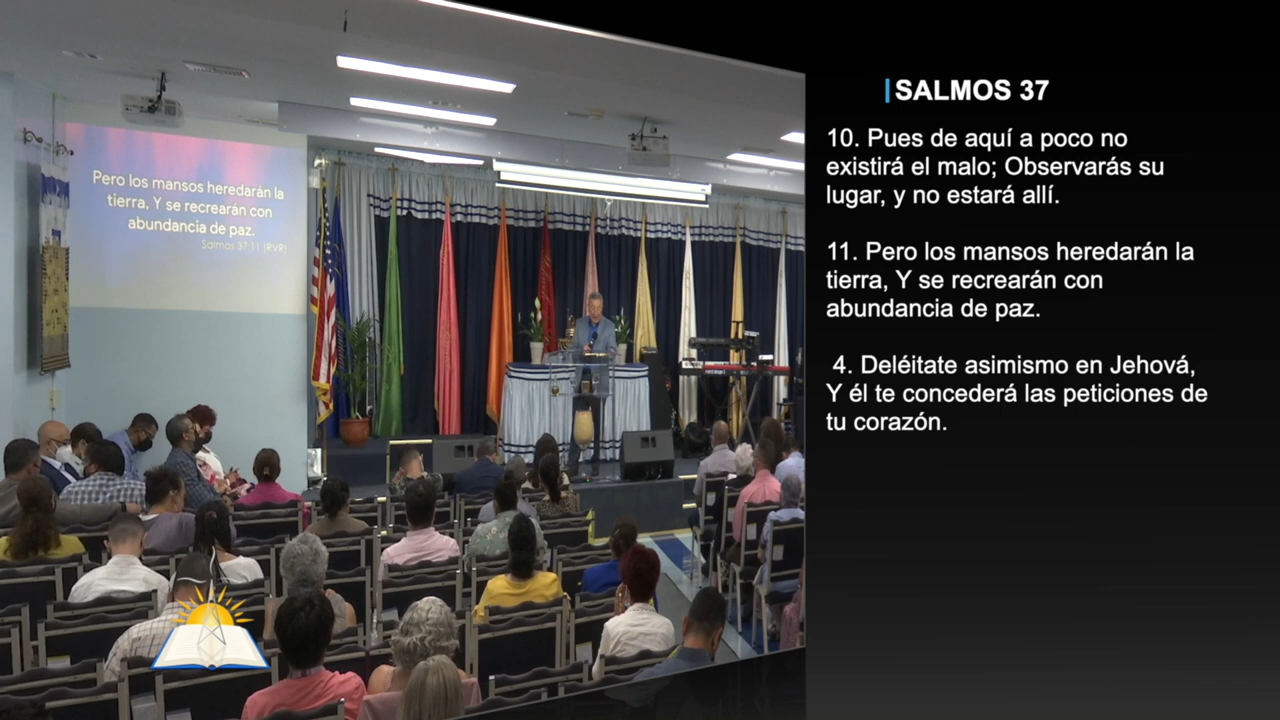 Pero los mansos heredarán la
tierra, Y se recrearán con
abundancia de paz.
Salmos 37:11 (RVR)
SALMOS 37
10. Pues de aquí a poco no
existirá el malo; Observarás su
lugar, y no estará allí.
11. Pero los mansos heredarán la
tierra, Y se recrearán con
abundancia de paz.
4. Deléitate asimismo en Jehová,
Y él te concederá las peticiones de
tu corazón.